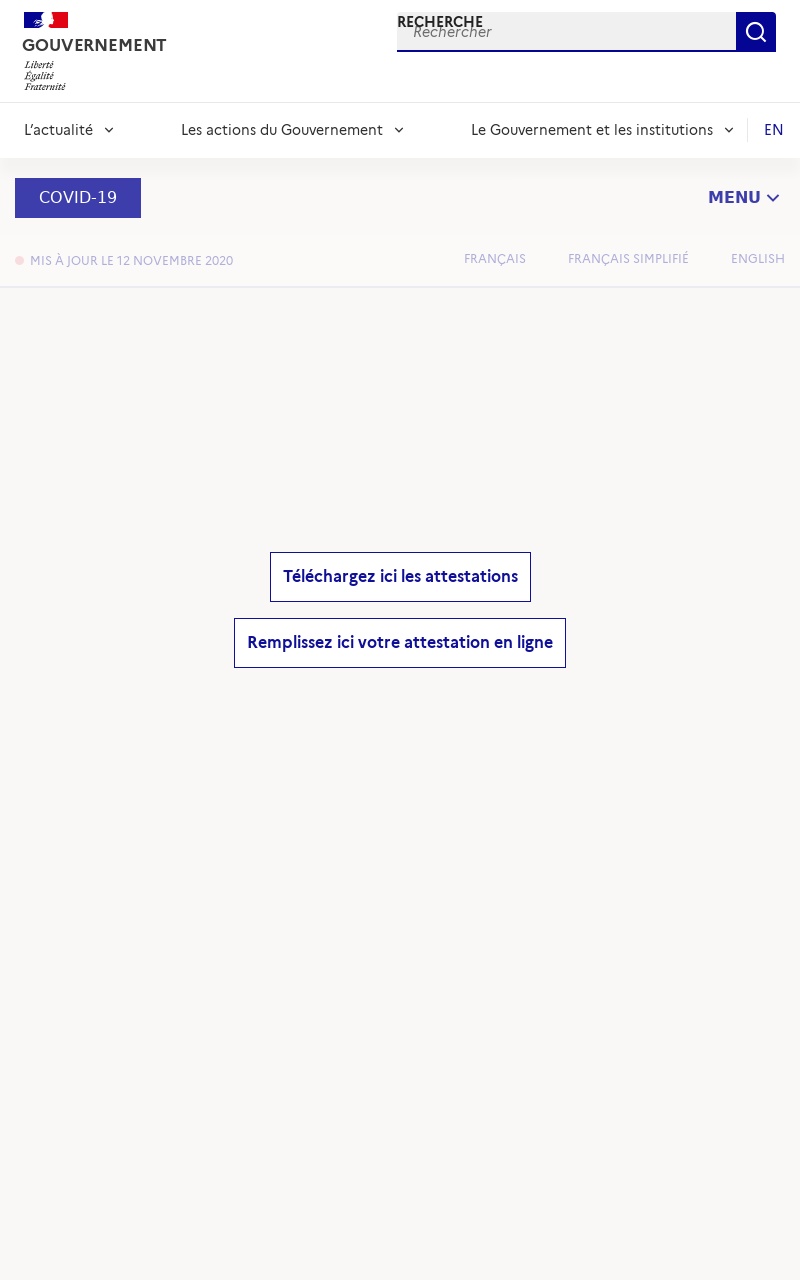 RECHERCHE
Rechercher
GOUVERNEMENT
Liberté
Égalité
Fraternité
L’actualité
Les actions du Gouvernement
Le Gouvernement et les institutions
EN
COVID-19
MENU
MIS À JOUR LE 12 NOVEMBRE 2020
FRANÇAIS
FRANÇAIS SIMPLIFIÉ
ENGLISH
Téléchargez ici les attestations
Remplissez ici votre attestation en ligne